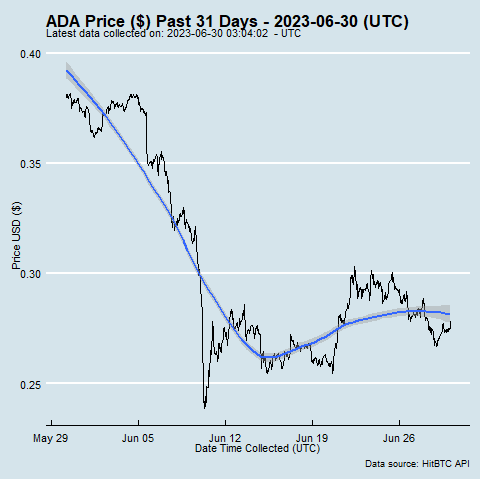 ADA Price ($) Past 31 Days - 2023-06-30 (UTC)
Latest data collected on: 2023-06-30 03:04:02  - UTC
0.40
0.35
0.30
0.25
Price USD ($)
May 29
Jun 05
Jun 12
Jun 19
Jun 26
Date Time Collected (UTC)
Data source: HitBTC API